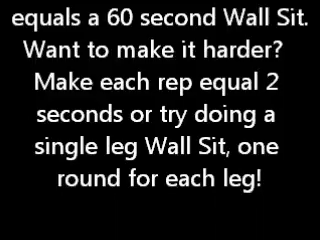 equals a 60 second Wall Sit.
Want to make it harder?
Make each rep equal 2
seconds or try doing a
single leg Wall Sit, one
round for each leg!